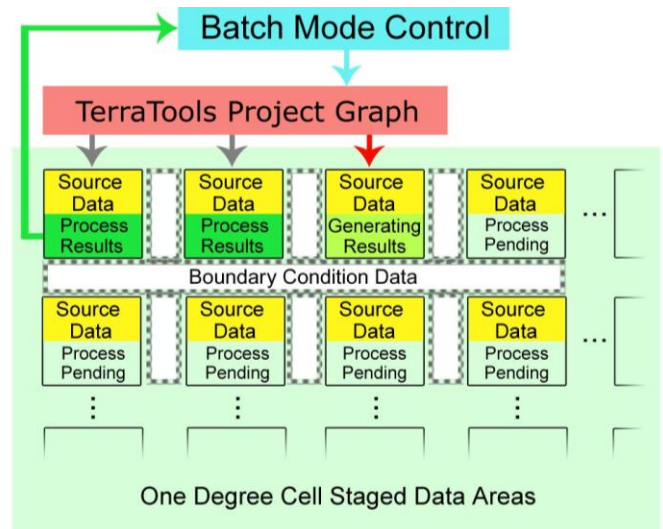 Batch Mode Control
TerraTools Project Graph
Source Data Source Data Source Data Source Data
Process Results Process Results Generating Results Process Pending
...
Boundary Condition Data
Source Data Source Data Source Data Source Data
Process Pending Process Pending Process Pending Process Pending
...
... ... ... ...
One Degree Cell Staged Data Areas